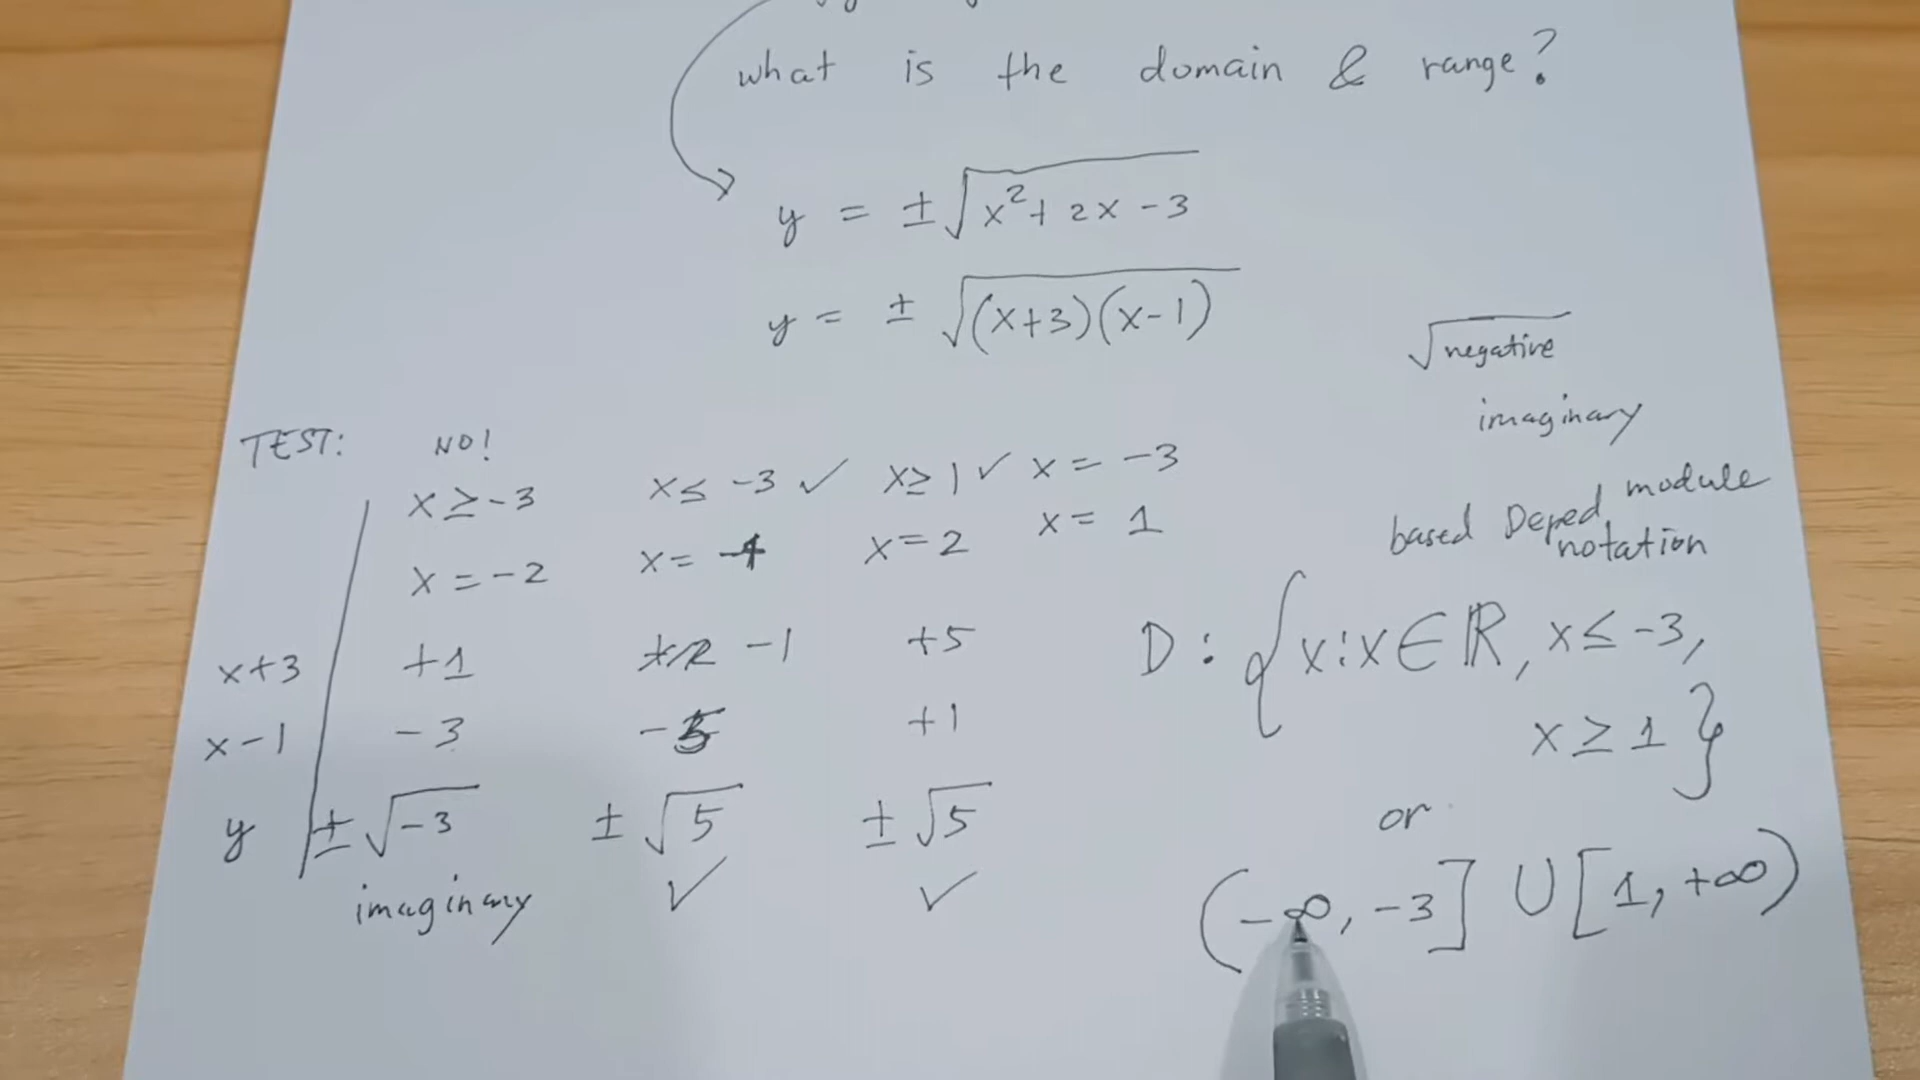 what is the domain & range?
y = ±√x²+2x-3
y = ± √(x+3)(x-1)
√negative
imaginary
TEST: NO!
x ≥ -3 x ≤ -3 ✓ x ≥ 1 ✓ x = -3
x = -2 x = -4 x = 2 x = 1
based Deped module
notation
x+3 +1 -1 +5
x-1 -3 -5 +1
y ±√-3 ±√5 ±√5
imaginary ✓ ✓
D : {x:x∈ℝ, x≤ -3,
x ≥ 1}
or
(-∞, -3] ∪ [1, +∞)